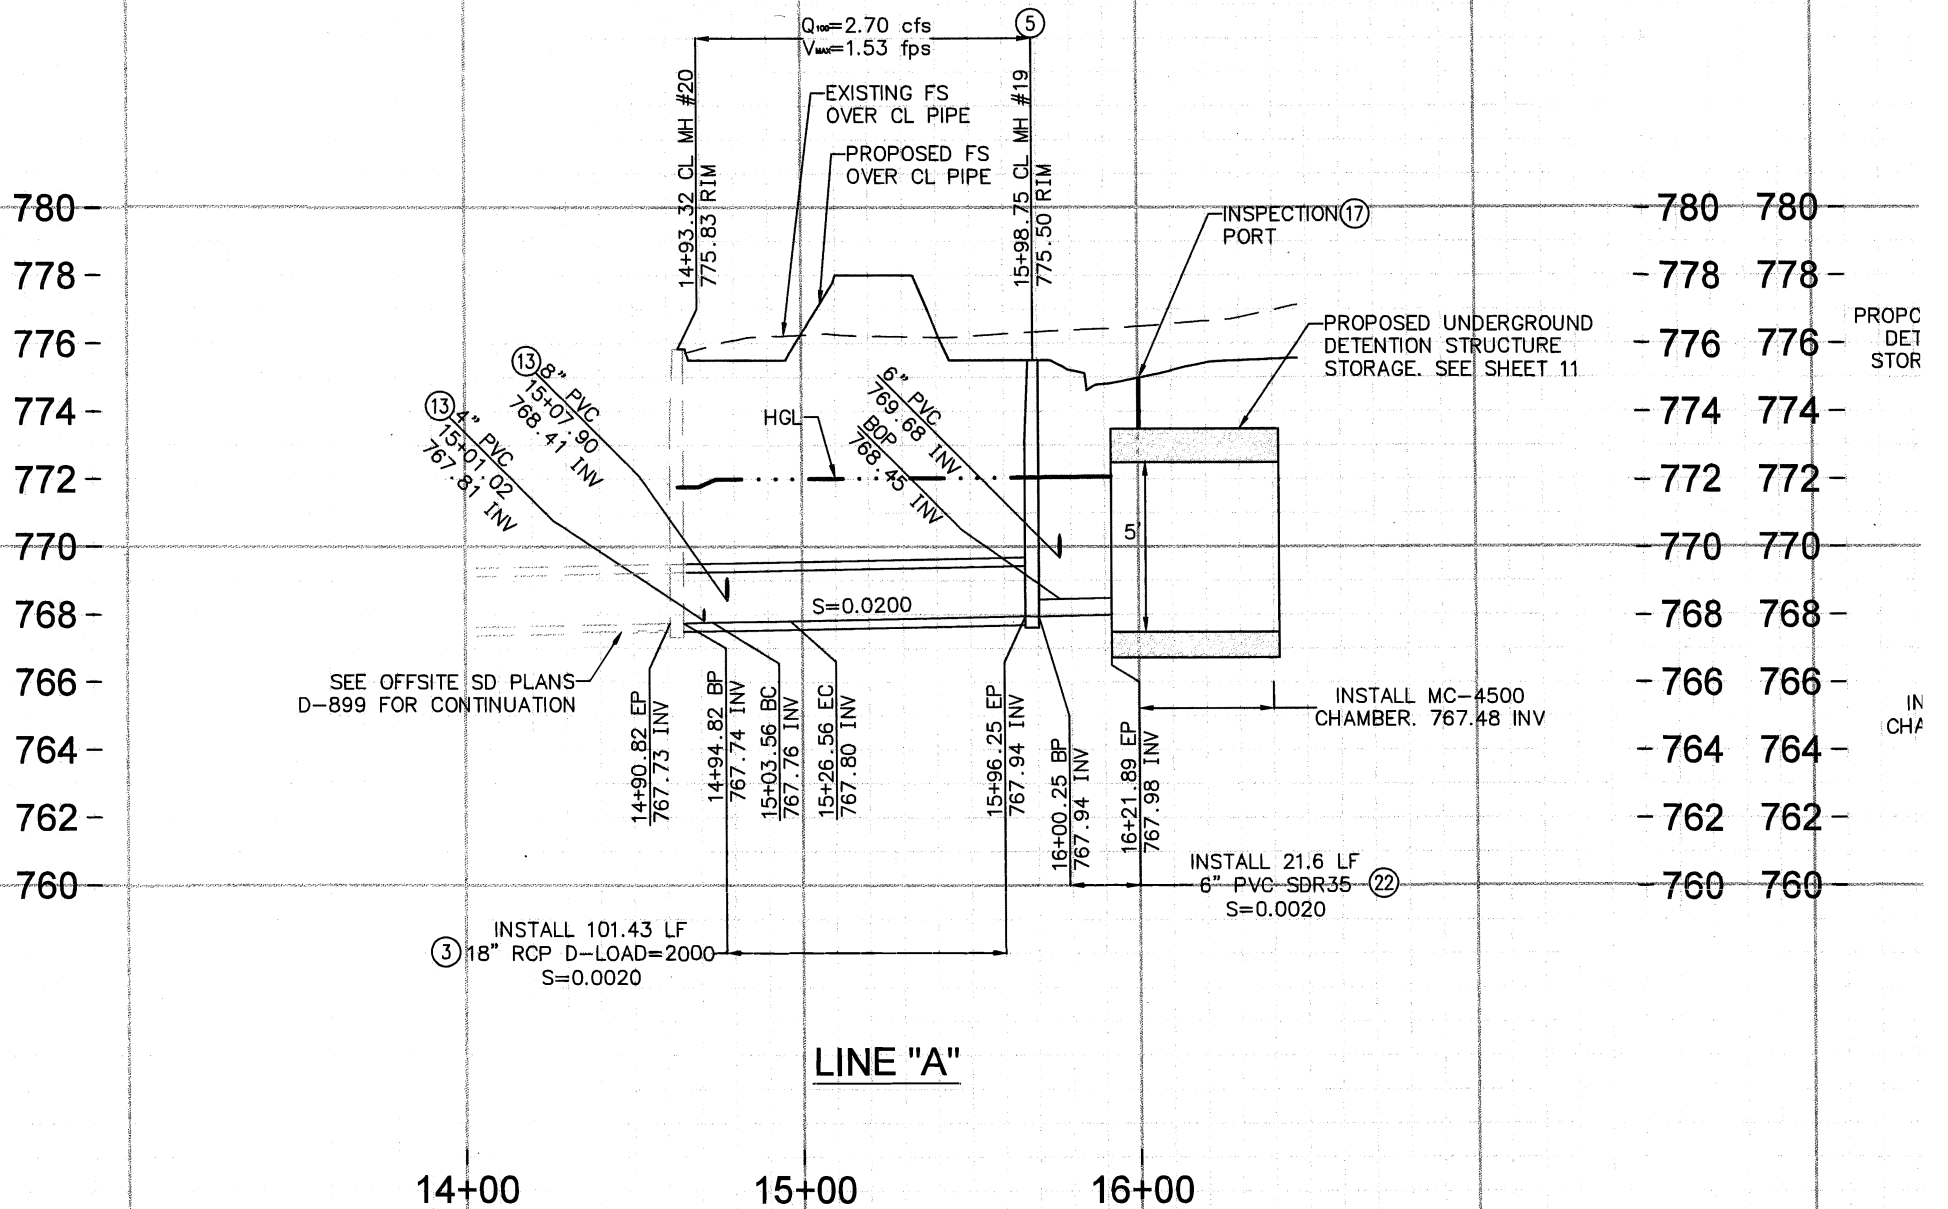 Q100=2.70 cfs
VMAX=1.53 fps
5
14+93.32 CL MH #20
775.83 RIM
15+98.75 CL MH #19
775.50 RIM
EXISTING FS
OVER CL PIPE
PROPOSED FS
OVER CL PIPE
INSPECTION 17
PORT
780
778
776
774
772
770
768
766
764
762
760
780 780
778 778
776 776
774 774
772 772
770 770
768 768
766 766
764 764
762 762
760 760
PROPOSED UNDERGROUND
DETENTION STRUCTURE
STORAGE. SEE SHEET 11
PROPO
DET
STOR
13 8" PVC
15+07.90
768.41 INV
13 4" PVC
15+01.02
767.81 INV
HGL
6" PVC
769.68 INV
BOP
768.45 INV
5'
S=0.0200
SEE OFFSITE SD PLANS
D-899 FOR CONTINUATION
14+90.82 EP
767.73 INV
14+94.82 BP
767.74 INV
15+03.56 BC
767.76 INV
15+26.56 EC
767.80 INV
15+96.25 EP
767.94 INV
16+00.25 BP
767.94 INV
16+21.89 EP
767.98 INV
INSTALL MC-4500
CHAMBER. 767.48 INV
IN
CHA
INSTALL 21.6 LF
6" PVC SDR35 22
S=0.0020
INSTALL 101.43 LF
3 18" RCP D-LOAD=2000
S=0.0020
LINE "A"
14+00
15+00
16+00